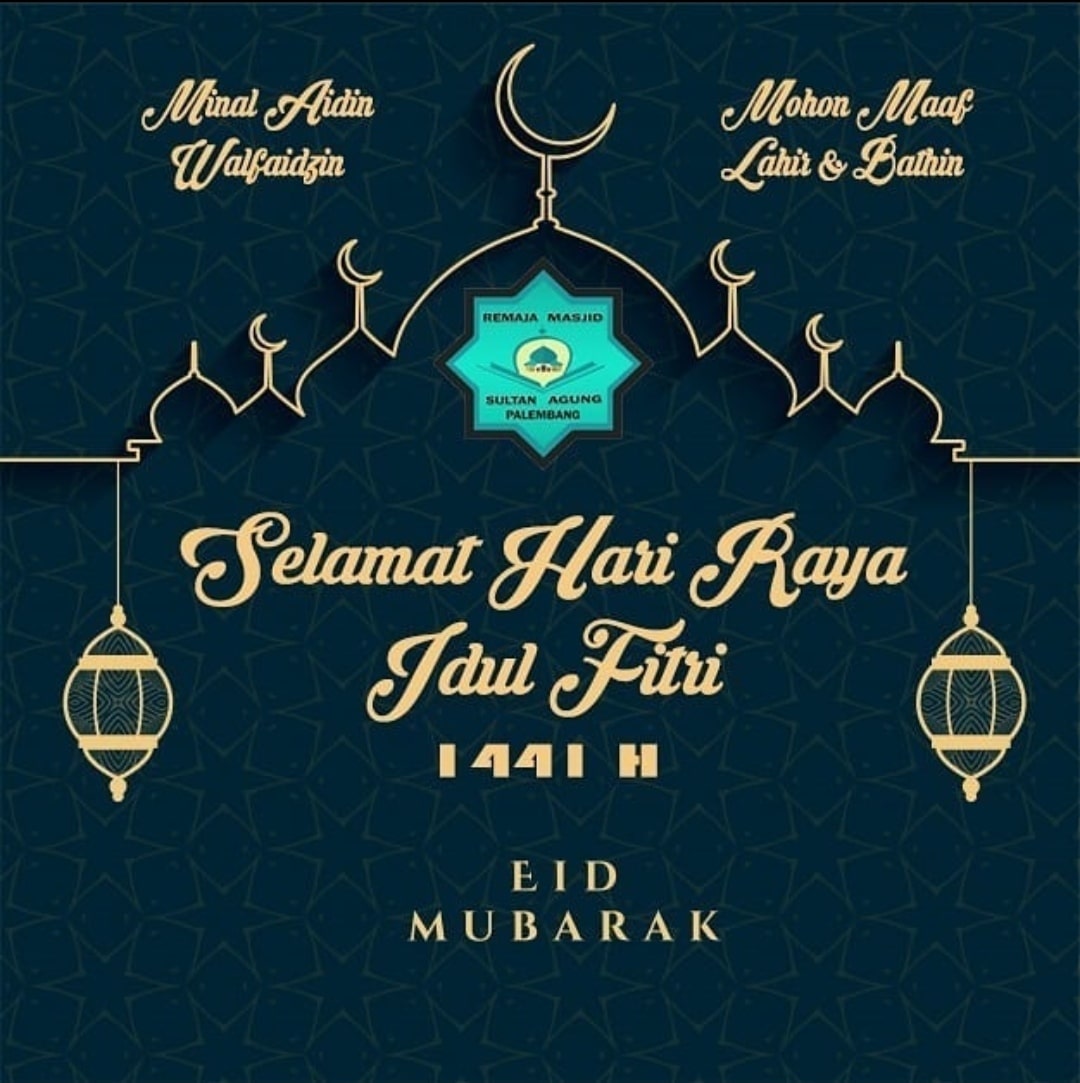 Minal Aidin
Walfaidzin
Mohon Maaf
Lahir & Bathin
REMAJA MASJID
SULTAN AGUNG
PALEMBANG
Selamat Hari Raya
Idul Fitri
1441 H
EID
MUBARAK